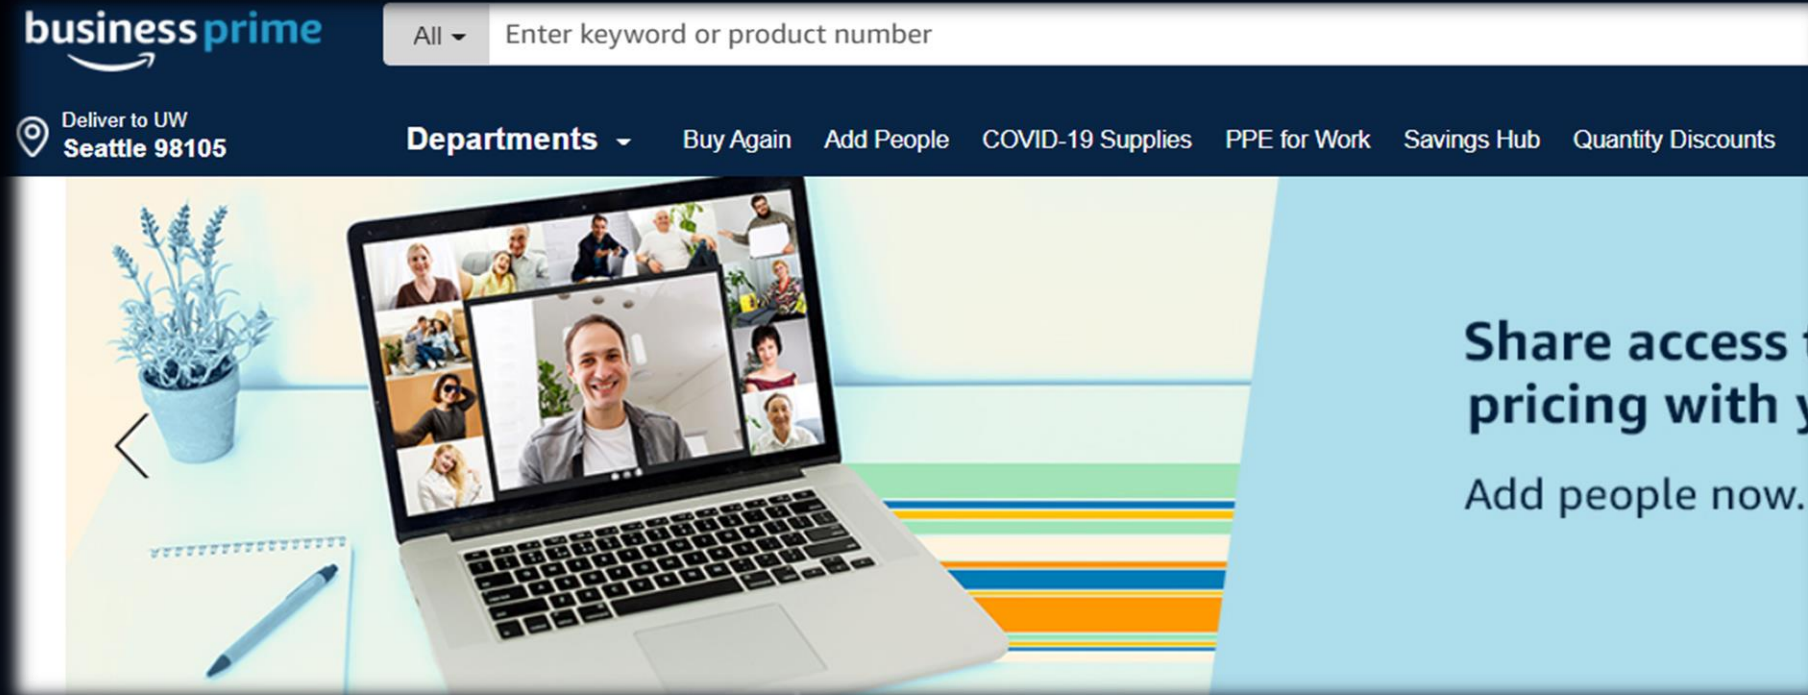 business prime
All
Enter keyword or product number
Deliver to UW
Seattle 98105
Departments
Buy Again
Add People
COVID-19 Supplies
PPE for Work
Savings Hub
Quantity Discounts
Share access
pricing with
Add people now.